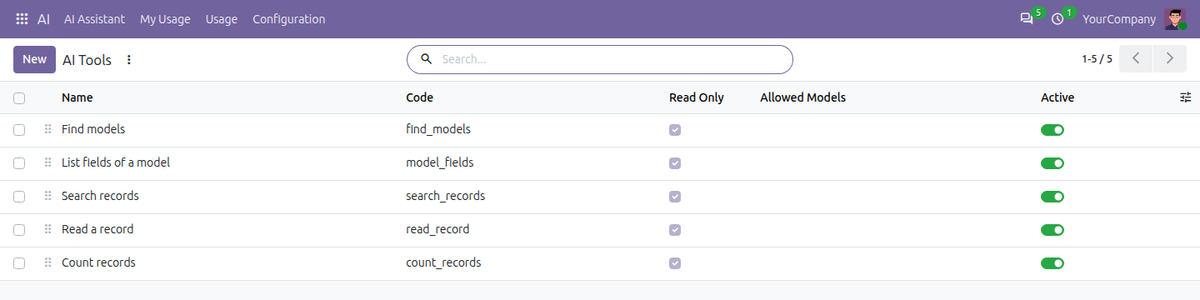 AI AI Assistant My Usage Usage Configuration 5 1 YourCompany
New AI Tools Search... 1-5 / 5
Name Code Read Only Allowed Models Active
Find models find_models
List fields of a model model_fields
Search records search_records
Read a record read_record
Count records count_records